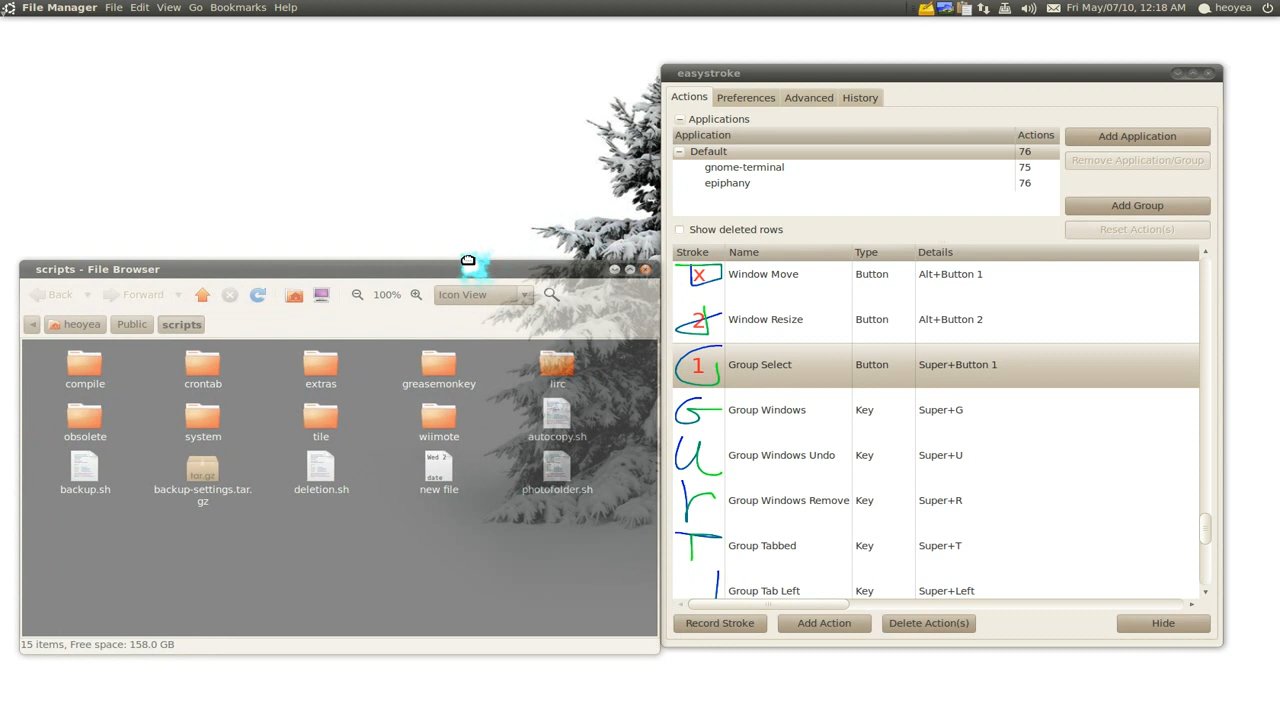 File Manager File Edit View Go Bookmarks Help
Fri May/07/10, 12:18 AM heoyea
scripts - File Browser
Back Forward 100% Icon View
heoyea Public scripts
compile crontab extras greasemonkey lirc
obsolete system tile wiimote autocopy.sh
tar.gz Wed 2-
date
backup.sh backup-settings.tar. deletion.sh new file photofolder.sh
gz
15 items, Free space: 158.0 GB
easystroke
Actions Preferences Advanced History
Applications
Application Actions
Default 76
gnome-terminal 75
epiphany 76
Add Application
Remove Application/Group
Add Group
Reset Action(s)
Show deleted rows
Stroke Name Type Details
x Window Move Button Alt+Button 1
2 Window Resize Button Alt+Button 2
1 Group Select Button Super+Button 1
Group Windows Key Super+G
Group Windows Undo Key Super+U
Group Windows Remove Key Super+R
Group Tabbed Key Super+T
Group Tab Left Key Super+Left
Record Stroke Add Action Delete Action(s) Hide